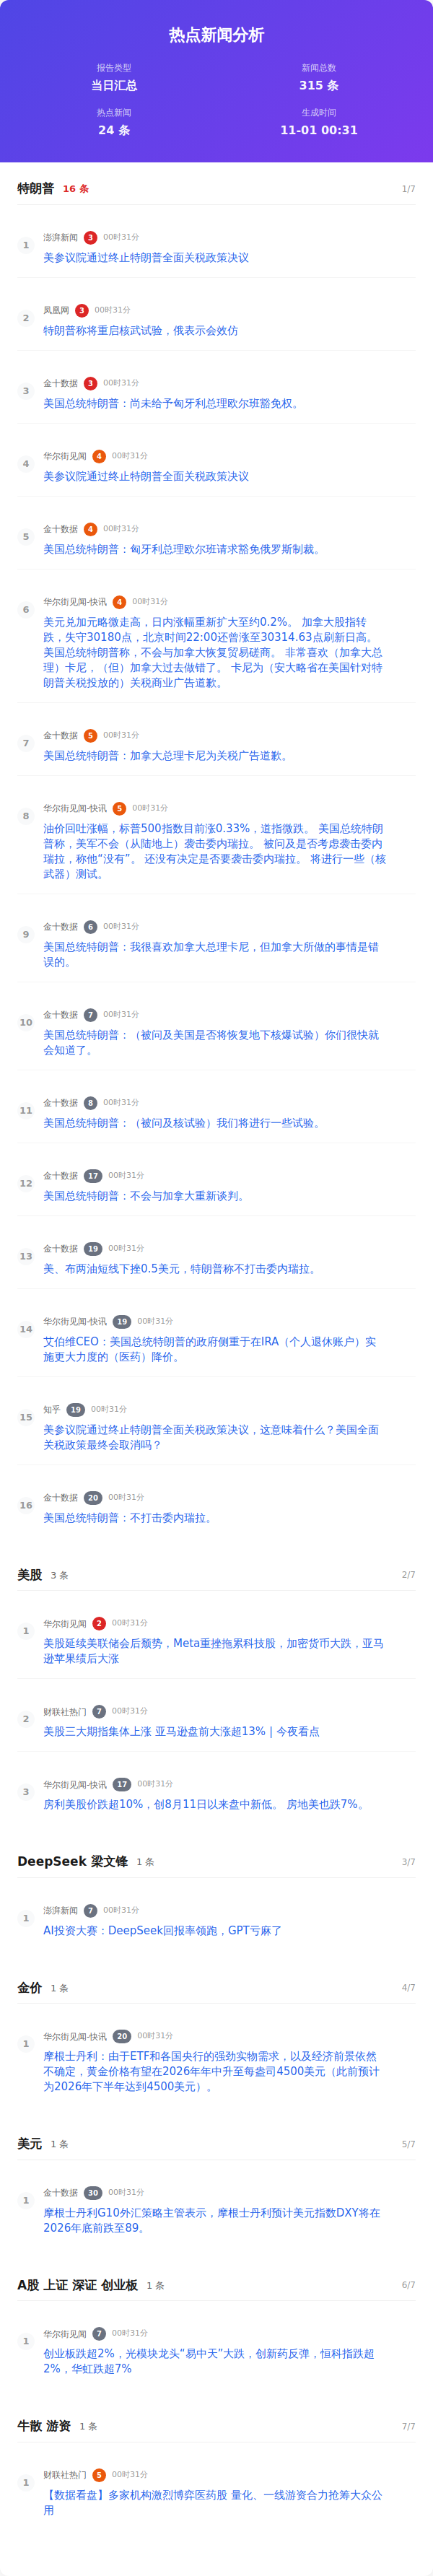 热点新闻分析
报告类型
当日汇总
新闻总数
315 条
热点新闻
24 条
生成时间
11-01 00:31
特朗普 16 条 1/7
1
澎湃新闻 3 00时31分
美参议院通过终止特朗普全面关税政策决议
2
凤凰网 3 00时31分
特朗普称将重启核武试验，俄表示会效仿
3
金十数据 3 00时31分
美国总统特朗普：尚未给予匈牙利总理欧尔班豁免权。
4
华尔街见闻 4 00时31分
美参议院通过终止特朗普全面关税政策决议
5
金十数据 4 00时31分
美国总统特朗普：匈牙利总理欧尔班请求豁免俄罗斯制裁。
6
华尔街见闻-快讯 4 00时31分
美元兑加元略微走高，日内涨幅重新扩大至约0.2%。 加拿大股指转
跌，失守30180点，北京时间22:00还曾涨至30314.63点刷新日高。
美国总统特朗普称，不会与加拿大恢复贸易磋商。 非常喜欢（加拿大总
理）卡尼，（但）加拿大过去做错了。 卡尼为（安大略省在美国针对特
朗普关税投放的）关税商业广告道歉。
7
金十数据 5 00时31分
美国总统特朗普：加拿大总理卡尼为关税广告道歉。
8
华尔街见闻-快讯 5 00时31分
油价回吐涨幅，标普500指数目前涨0.33%，道指微跌。 美国总统特朗
普称，美军不会（从陆地上）袭击委内瑞拉。 被问及是否考虑袭击委内
瑞拉，称他“没有”。 还没有决定是否要袭击委内瑞拉。 将进行一些（核
武器）测试。
9
金十数据 6 00时31分
美国总统特朗普：我很喜欢加拿大总理卡尼，但加拿大所做的事情是错
误的。
10
金十数据 7 00时31分
美国总统特朗普：（被问及美国是否将恢复地下核爆试验）你们很快就
会知道了。
11
金十数据 8 00时31分
美国总统特朗普：（被问及核试验）我们将进行一些试验。
12
金十数据 17 00时31分
美国总统特朗普：不会与加拿大重新谈判。
13
金十数据 19 00时31分
美、布两油短线下挫0.5美元，特朗普称不打击委内瑞拉。
14
华尔街见闻-快讯 19 00时31分
艾伯维CEO：美国总统特朗普的政府侧重于在IRA（个人退休账户）实
施更大力度的（医药）降价。
15
知乎 19 00时31分
美参议院通过终止特朗普全面关税政策决议，这意味着什么？美国全面
关税政策最终会取消吗？
16
金十数据 20 00时31分
美国总统特朗普：不打击委内瑞拉。
美股 3 条 2/7
1
华尔街见闻 2 00时31分
美股延续美联储会后颓势，Meta重挫拖累科技股，加密货币大跌，亚马
逊苹果绩后大涨
2
财联社热门 7 00时31分
美股三大期指集体上涨 亚马逊盘前大涨超13% | 今夜看点
3
华尔街见闻-快讯 17 00时31分
房利美股价跌超10%，创8月11日以来盘中新低。 房地美也跌7%。
DeepSeek 梁文锋 1 条 3/7
1
澎湃新闻 7 00时31分
AI投资大赛：DeepSeek回报率领跑，GPT亏麻了
金价 1 条 4/7
1
华尔街见闻-快讯 20 00时31分
摩根士丹利：由于ETF和各国央行的强劲实物需求，以及经济前景依然
不确定，黄金价格有望在2026年年中升至每盎司4500美元（此前预计
为2026年下半年达到4500美元）。
美元 1 条 5/7
1
金十数据 30 00时31分
摩根士丹利G10外汇策略主管表示，摩根士丹利预计美元指数DXY将在
2026年底前跌至89。
A股 上证 深证 创业板 1 条 6/7
1
华尔街见闻 7 00时31分
创业板跌超2%，光模块龙头“易中天”大跌，创新药反弹，恒科指跌超
2%，华虹跌超7%
牛散 游资 1 条 7/7
1
财联社热门 5 00时31分
【数据看盘】多家机构激烈博弈医药股 量化、一线游资合力抢筹大众公
用